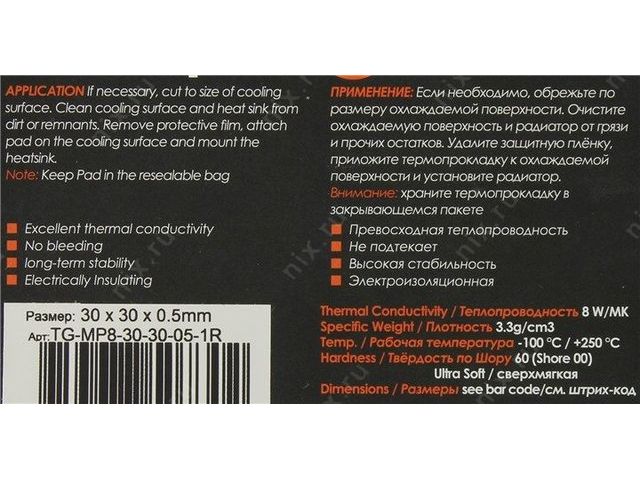 APPLICATION If necessary, cut to size of cooling
surface. Clean cooling surface and heat sink from
dirt or remnants. Remove protective film, attach
pad on the cooling surface and mount the
heatsink.
Note: Keep Pad in the resealable bag
Excellent thermal conductivity
No bleeding
long-term stability
Electrically Insulating
Размер: 30 x 30 x 0.5mm
Арт: TG-MP8-30-30-05-1R
ПРИМЕНЕНИЕ: Если необходимо, обрежьте по
размеру охлаждаемой поверхности. Очистите
охлаждаемую поверхность и радиатор от грязи
и прочих остатков. Удалите защитную плёнку,
приложите термопрокладку к охлаждаемой
поверхности и установите радиатор.
Внимание: храните термопрокладку в
закрывающемся пакете
Превосходная теплопроводность
Не подтекает
Высокая стабильность
Электроизоляционная
Thermal Conductivity / Теплопроводность 8 W/MK
Specific Weight / Плотность 3.3g/cm3
Temp. / Рабочая температура -100 °C / +250 °C
Hardness / Твёрдость по Шору 60 (Shore 00)
Ultra Soft / сверхмягкая
Dimensions / Размеры see bar code/см. штрих-код